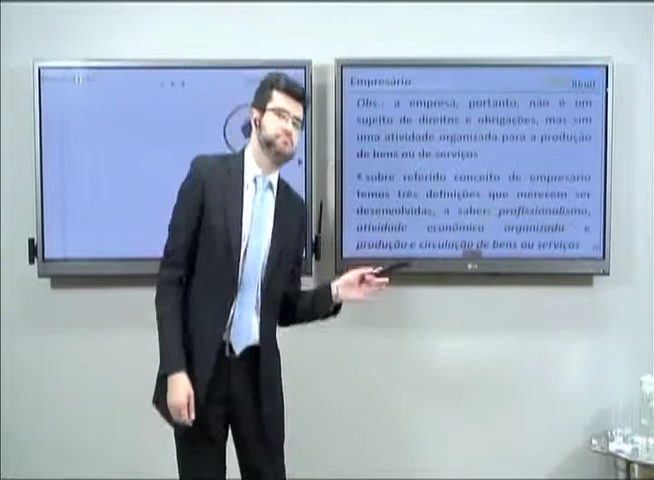 Empresário
Obs.: a empresa, portanto, não é um
sujeito de direitos e obrigações, mas sim
uma atividade organizada para a produção
de bens ou de serviços.
sobre referido conceito de empresário
temos três definições que merecem ser
desenvolvidas, a saber: profissionalismo,
atividade econômica organizada e
produção e circulação de bens ou serviços
LG